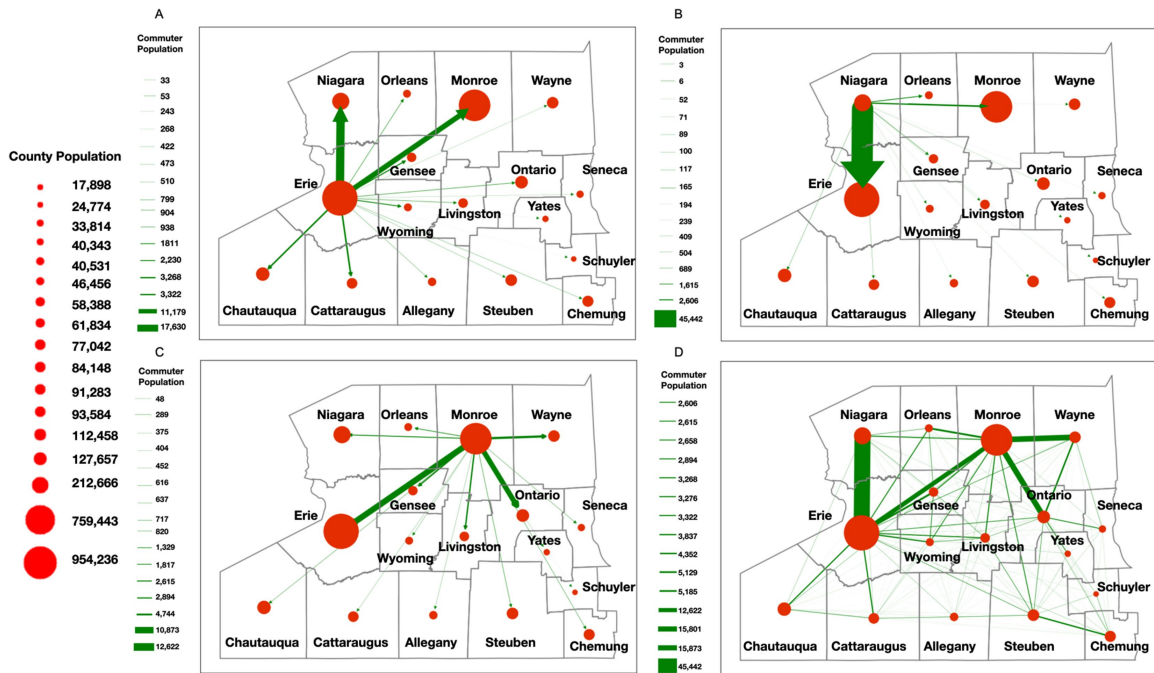 County Population
17,898
24,774
33,814
40,343
40,531
46,456
58,388
61,834
77,042
84,148
91,283
93,584
112,458
127,657
212,666
759,443
954,236
A
Commuter
Population
33
53
243
268
422
473
510
799
904
938
1811
2,230
3,268
3,322
11,179
17,630
Niagara
Orleans
Monroe
Wayne
Gensee
Erie
Ontario
Seneca
Wyoming
Livingston
Yates
Schuyler
Chautauqua
Cattaraugus
Allegany
Steuben
Chemung
B
Commuter
Population
3
6
52
71
89
100
117
165
194
239
409
504
689
1,615
2,606
45,442
Niagara
Orleans
Monroe
Wayne
Gensee
Erie
Ontario
Seneca
Wyoming
Livingston
Yates
Schuyler
Chautauqua
Cattaraugus
Allegany
Steuben
Chemung
C
Commuter
Population
48
289
375
404
452
616
637
717
820
1,329
1,817
2,615
2,894
4,744
10,873
12,622
Niagara
Orleans
Monroe
Wayne
Gensee
Erie
Ontario
Seneca
Wyoming
Livingston
Yates
Schuyler
Chautauqua
Cattaraugus
Allegany
Steuben
Chemung
D
Commuter
Population
2,606
2,615
2,658
2,894
3,268
3,276
3,322
3,837
4,352
5,129
5,185
12,622
15,801
15,873
45,442
Niagara
Orleans
Monroe
Wayne
Gensee
Erie
Ontario
Seneca
Wyoming
Livingston
Yates
Schuyler
Chautauqua
Cattaraugus
Allegany
Steuben
Chemung